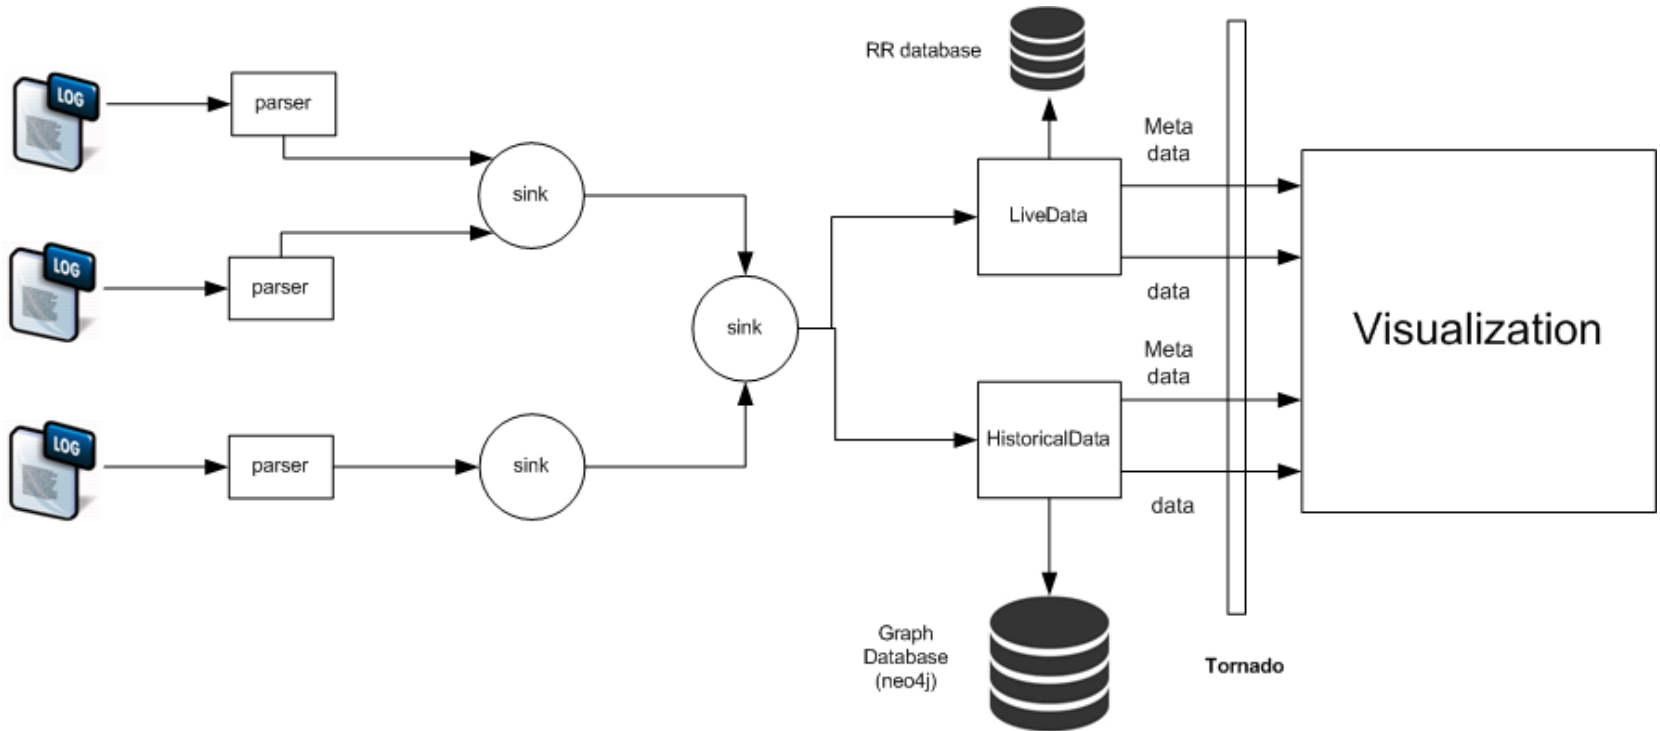 RR database
LOG
parser
Meta
data
sink
LiveData
LOG
parser
data
sink
Visualization
Meta
data
HistoricalData
LOG
parser
sink
data
Graph
Database
(neo4j)
Tornado